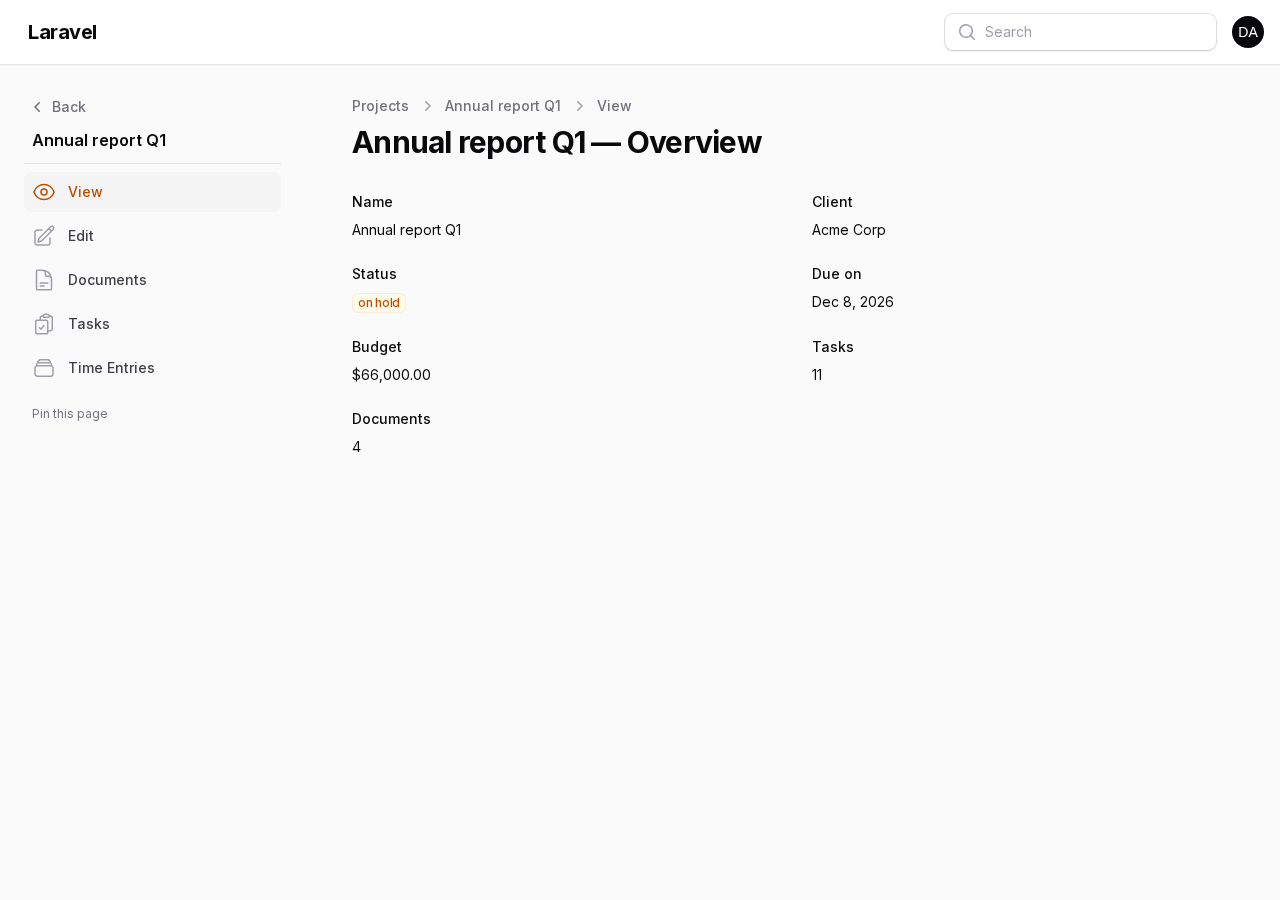 Laravel
Search
DA
Back
Annual report Q1
View
Edit
Documents
Tasks
Time Entries
Pin this page
Projects
Annual report Q1
View
Annual report Q1 — Overview
Name
Annual report Q1
Client
Acme Corp
Status
on hold
Due on
Dec 8, 2026
Budget
$66,000.00
Tasks
11
Documents
4